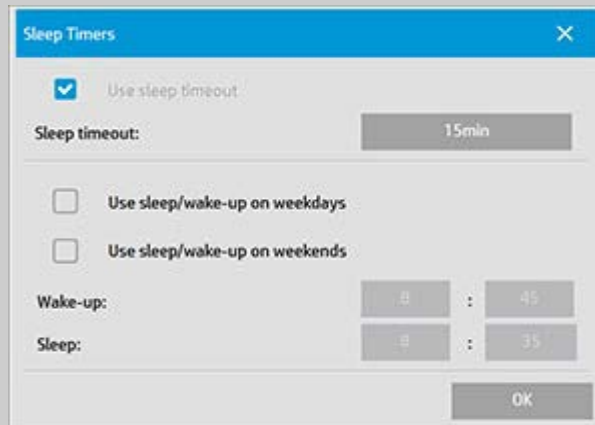 Sleep Timers
Use sleep timeout
Sleep timeout: 15min
Use sleep/wake-up on weekdays
Use sleep/wake-up on weekends
Wake-up: 8 : 45
Sleep: 8 : 35
OK